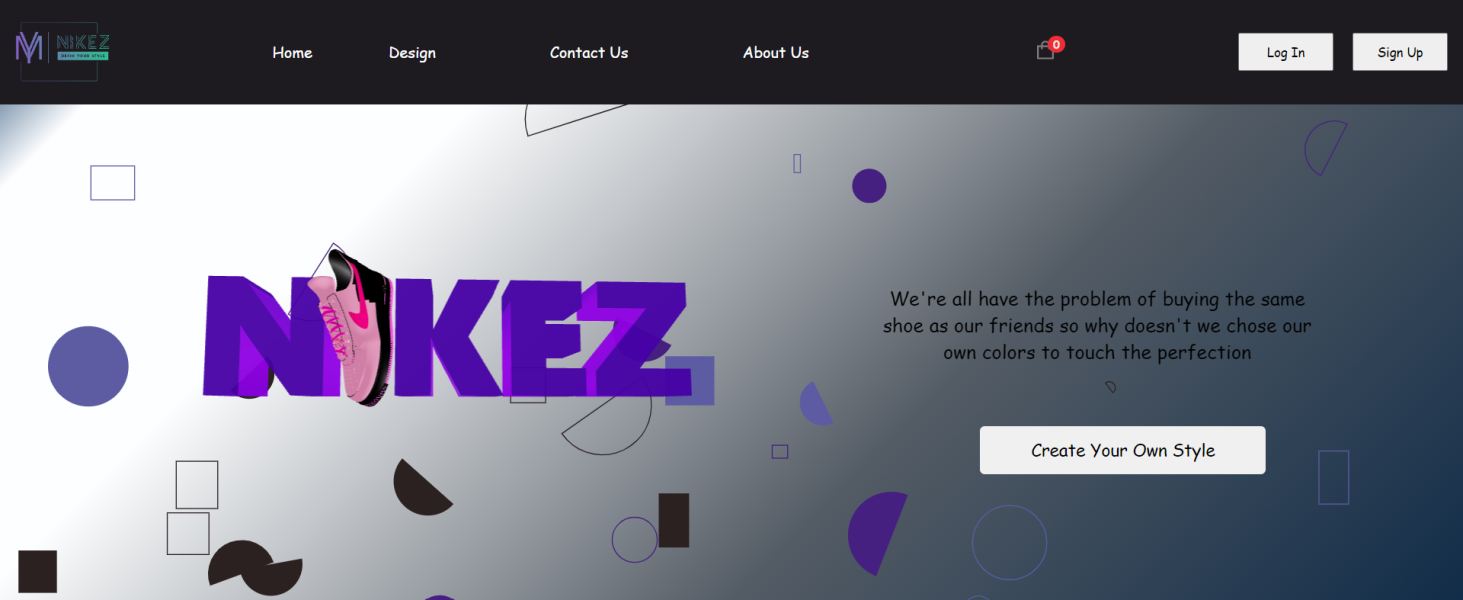 NIKEZ
Home
Design
Contact Us
About Us
0
Log In
Sign Up
NIKEZ
We're all have the problem of buying the same
shoe as our friends so why doesn't we chose our
own colors to touch the perfection
Create Your Own Style